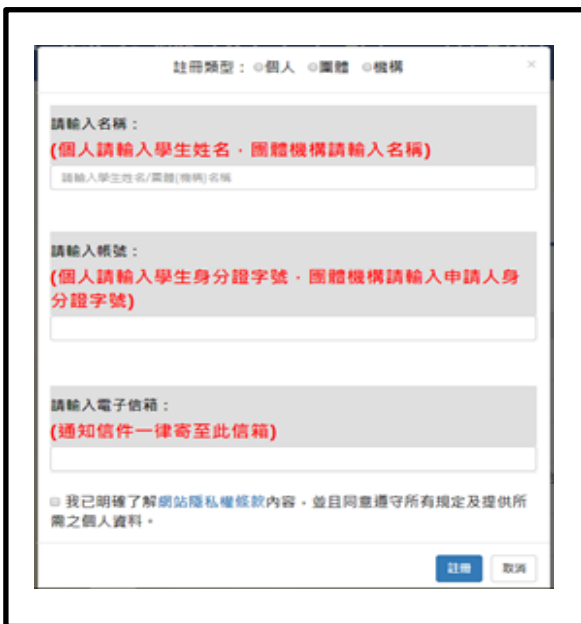 註冊類型：○個人 ○團體 ○機構 ×
請輸入名稱：
(個人請輸入學生姓名，團體機構請輸入名稱)
請輸入學生姓名/團體(機構)名稱
請輸入帳號：
(個人請輸入學生身分證字號，團體機構請輸入申請人身
分證字號)
請輸入電子信箱：
(通知信件一律寄至此信箱)
我已明確了解網站隱私權條款內容，並且同意遵守所有規定及提供所
需之個人資料。
註冊 取消